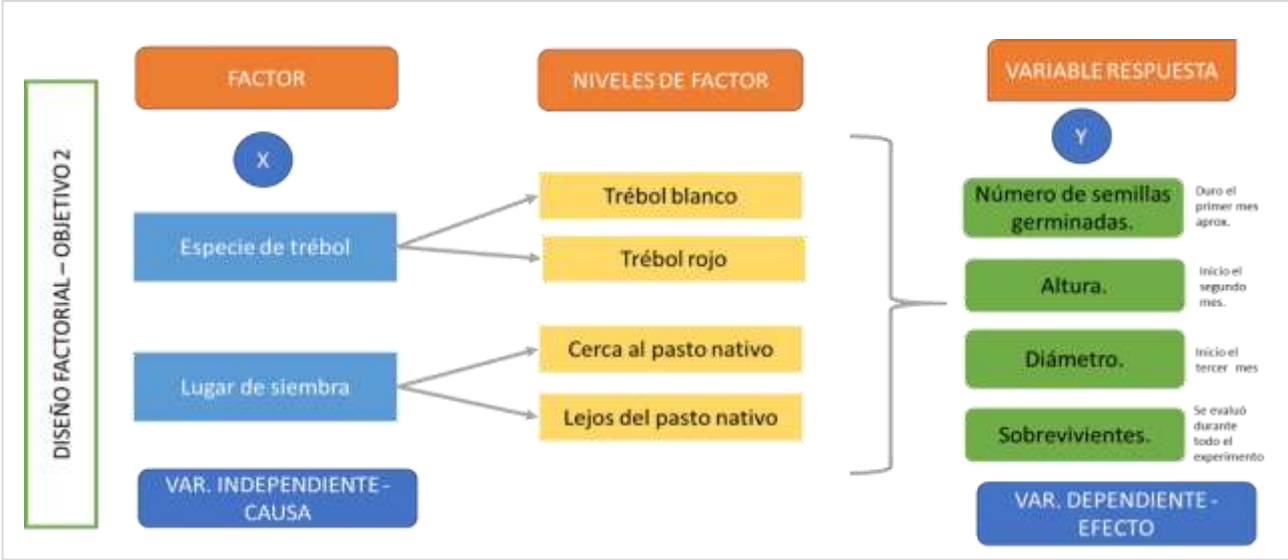 DISEÑO FACTORIAL – OBJETIVO 2
FACTOR
X
Especie de trébol
Lugar de siembra
VAR. INDEPENDIENTE -
CAUSA
NIVELES DE FACTOR
Trébol blanco
Trébol rojo
Cerca al pasto nativo
Lejos del pasto nativo
VARIABLE RESPUESTA
Y
Número de semillas
germinadas.
Duro el
primer mes
aprox.
Altura.
Inicio el
segundo
mes.
Diámetro.
Inicio el
tercer mes
Sobrevivientes.
Se evaluó
durante
todo el
experimento
VAR. DEPENDIENTE -
EFECTO